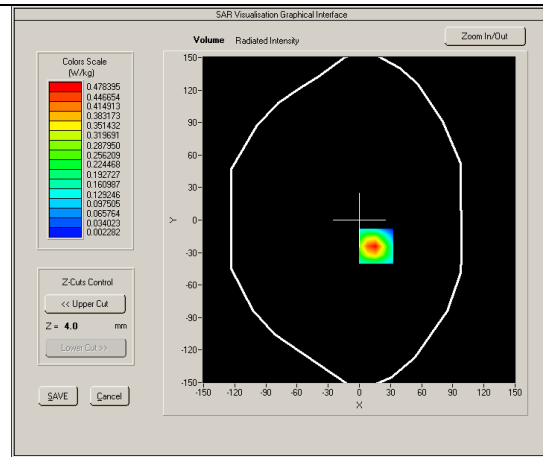 SAR Visualisation Graphical Interface
Volume Radiated Intensity
Zoom In/Out
Colors Scale
(W/kg)
0.478395
0.446654
0.414913
0.383173
0.351432
0.319691
0.287950
0.256209
0.224468
0.192727
0.160987
0.129246
0.097505
0.065764
0.034023
0.002282
Z-Cuts Control
<< Upper Cut
Z = 4.0 mm
Lower Cut >>
SAVE Cancel
150
120
90
60
30
0
-30
-60
-90
-120
-150
Y
-150 -120 -90 -60 -30 0 30 60 90 120 150
X